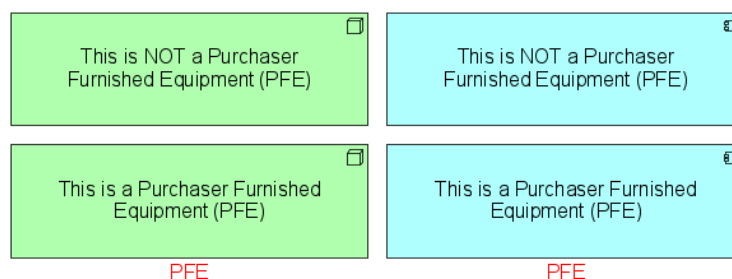 This is NOT a Purchaser
Furnished Equipment (PFE)
This is NOT a Purchaser
Furnished Equipment (PFE)
This is a Purchaser Furnished
Equipment (PFE)
This is a Purchaser Furnished
Equipment (PFE)
PFE
PFE